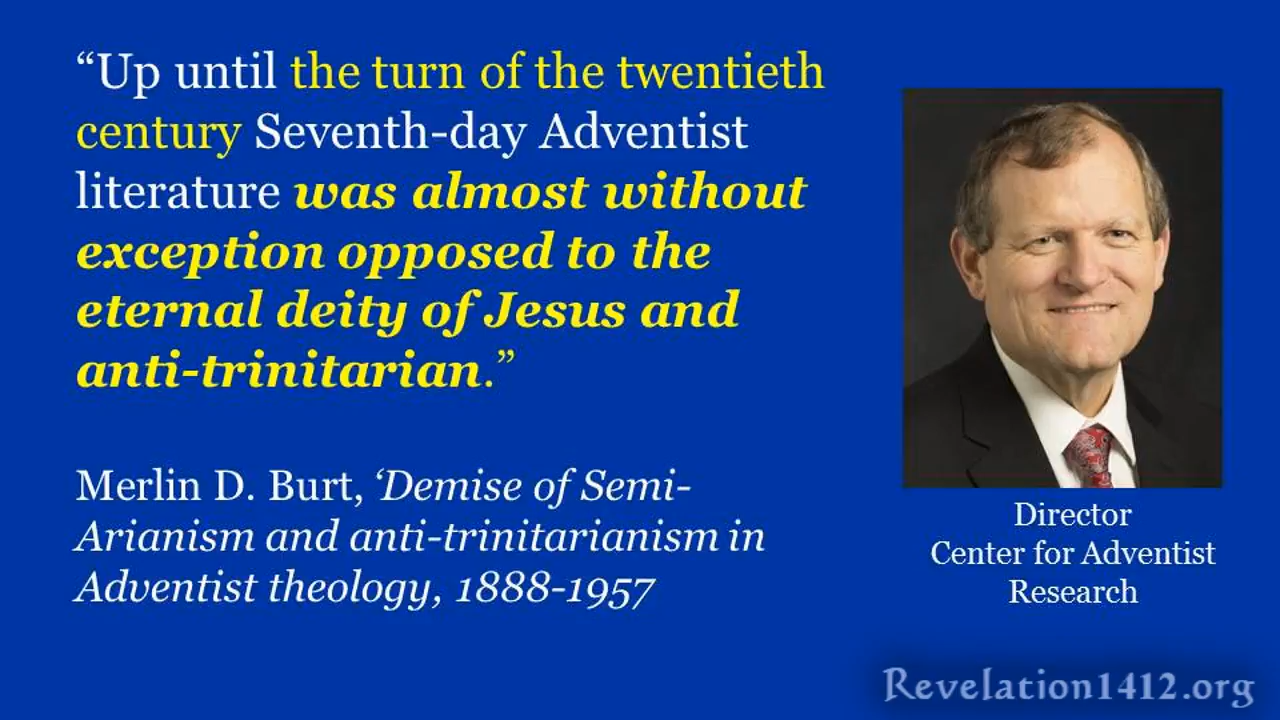 “Up until the turn of the twentieth
century Seventh-day Adventist
literature was almost without
exception opposed to the
eternal deity of Jesus and
anti-trinitarian.”
Merlin D. Burt, ‘Demise of Semi-
Arianism and anti-trinitarianism in
Adventist theology, 1888-1957
Director
Center for Adventist
Research
Revelation1412.org